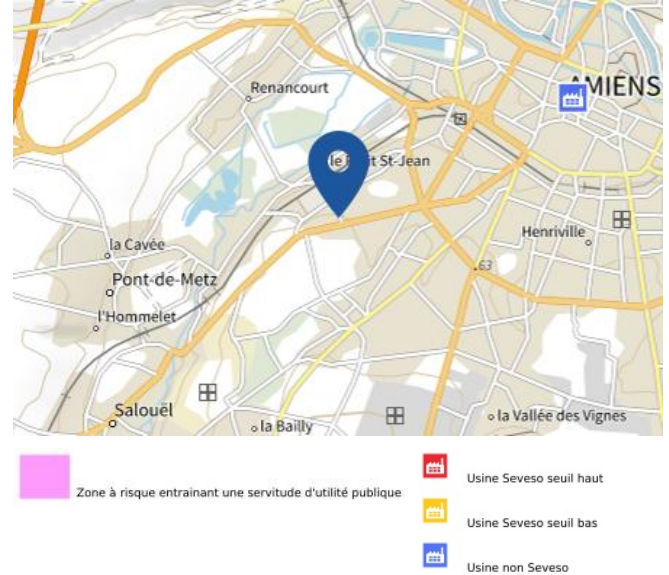 AMIENS
Renancourt
le Petit St-Jean
Henriville
la Cavée
63
Pont-de-Metz
l'Hommelet
Salouël
la Bailly
la Vallée des Vignes
Zone à risque entrainant une servitude d'utilité publique
Usine Seveso seuil haut
Usine Seveso seuil bas
Usine non Seveso